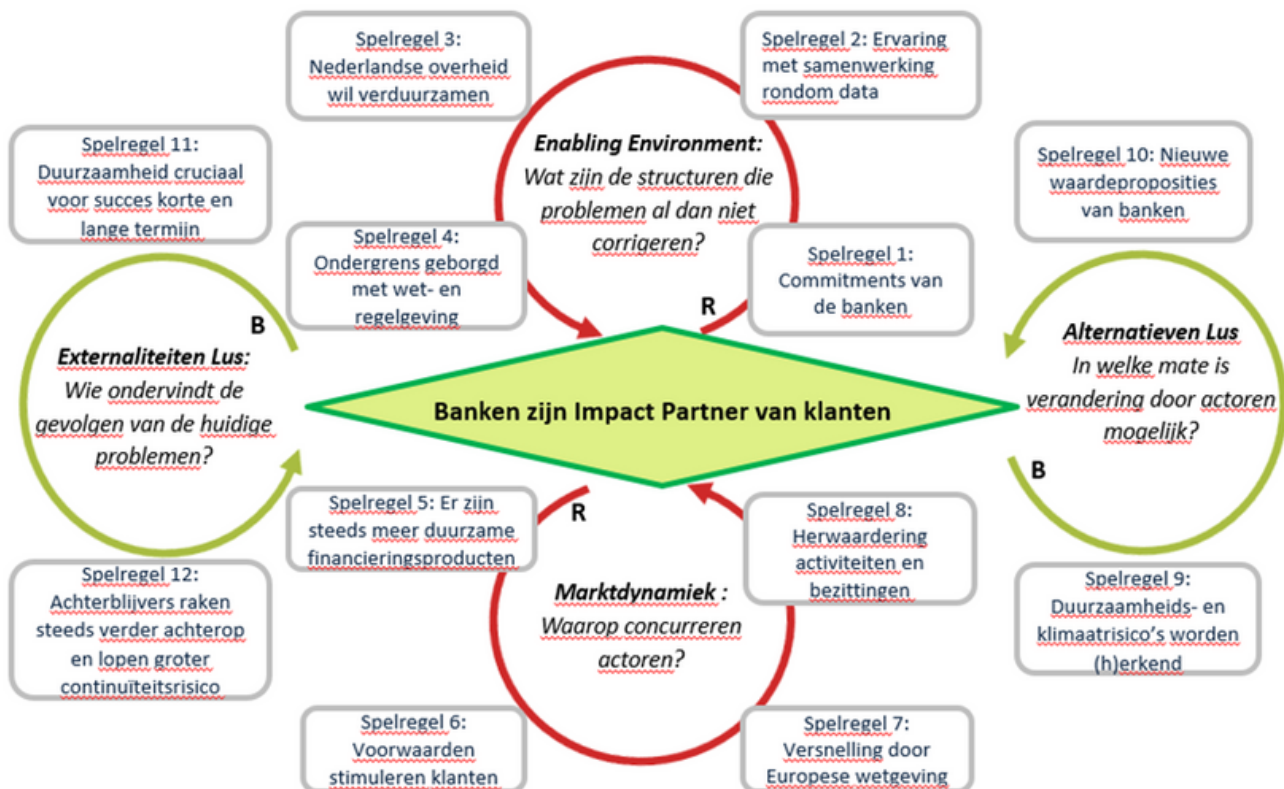 Spelregel 3:
Nederlandse overheid
wil verduurzamen
Spelregel 2: Ervaring
met samenwerking
rondom data
Spelregel 11:
Duurzaamheid cruciaal
voor succes korte en
lange termijn
Enabling Environment:
Wat zijn de structuren die
problemen al dan niet
corrigeren?
Spelregel 10: Nieuwe
waardeproposities
van banken
Spelregel 4:
Ondergrens geborgd
met wet- en
regelgeving
Spelregel 1:
Commitments van
de banken
R
B
Externaliteiten Lus:
Wie ondervindt de
gevolgen van de huidige
problemen?
Banken zijn Impact Partner van klanten
Alternatieven Lus
In welke mate is
verandering door actoren
mogelijk?
B
Spelregel 5: Er zijn
steeds meer duurzame
financieringsproducten
R
Spelregel 8:
Herwaardering
activiteiten en
bezittingen
Spelregel 12:
Achterblijvers raken
steeds verder achterop
en lopen groter
continuïteitsrisico
Marktdynamiek :
Waarop concurreren
actoren?
Spelregel 9:
Duurzaamheids- en
klimaatrisico's worden
(h)erkend
Spelregel 6:
Voorwaarden
stimuleren klanten
Spelregel 7:
Versnelling door
Europese wetgeving